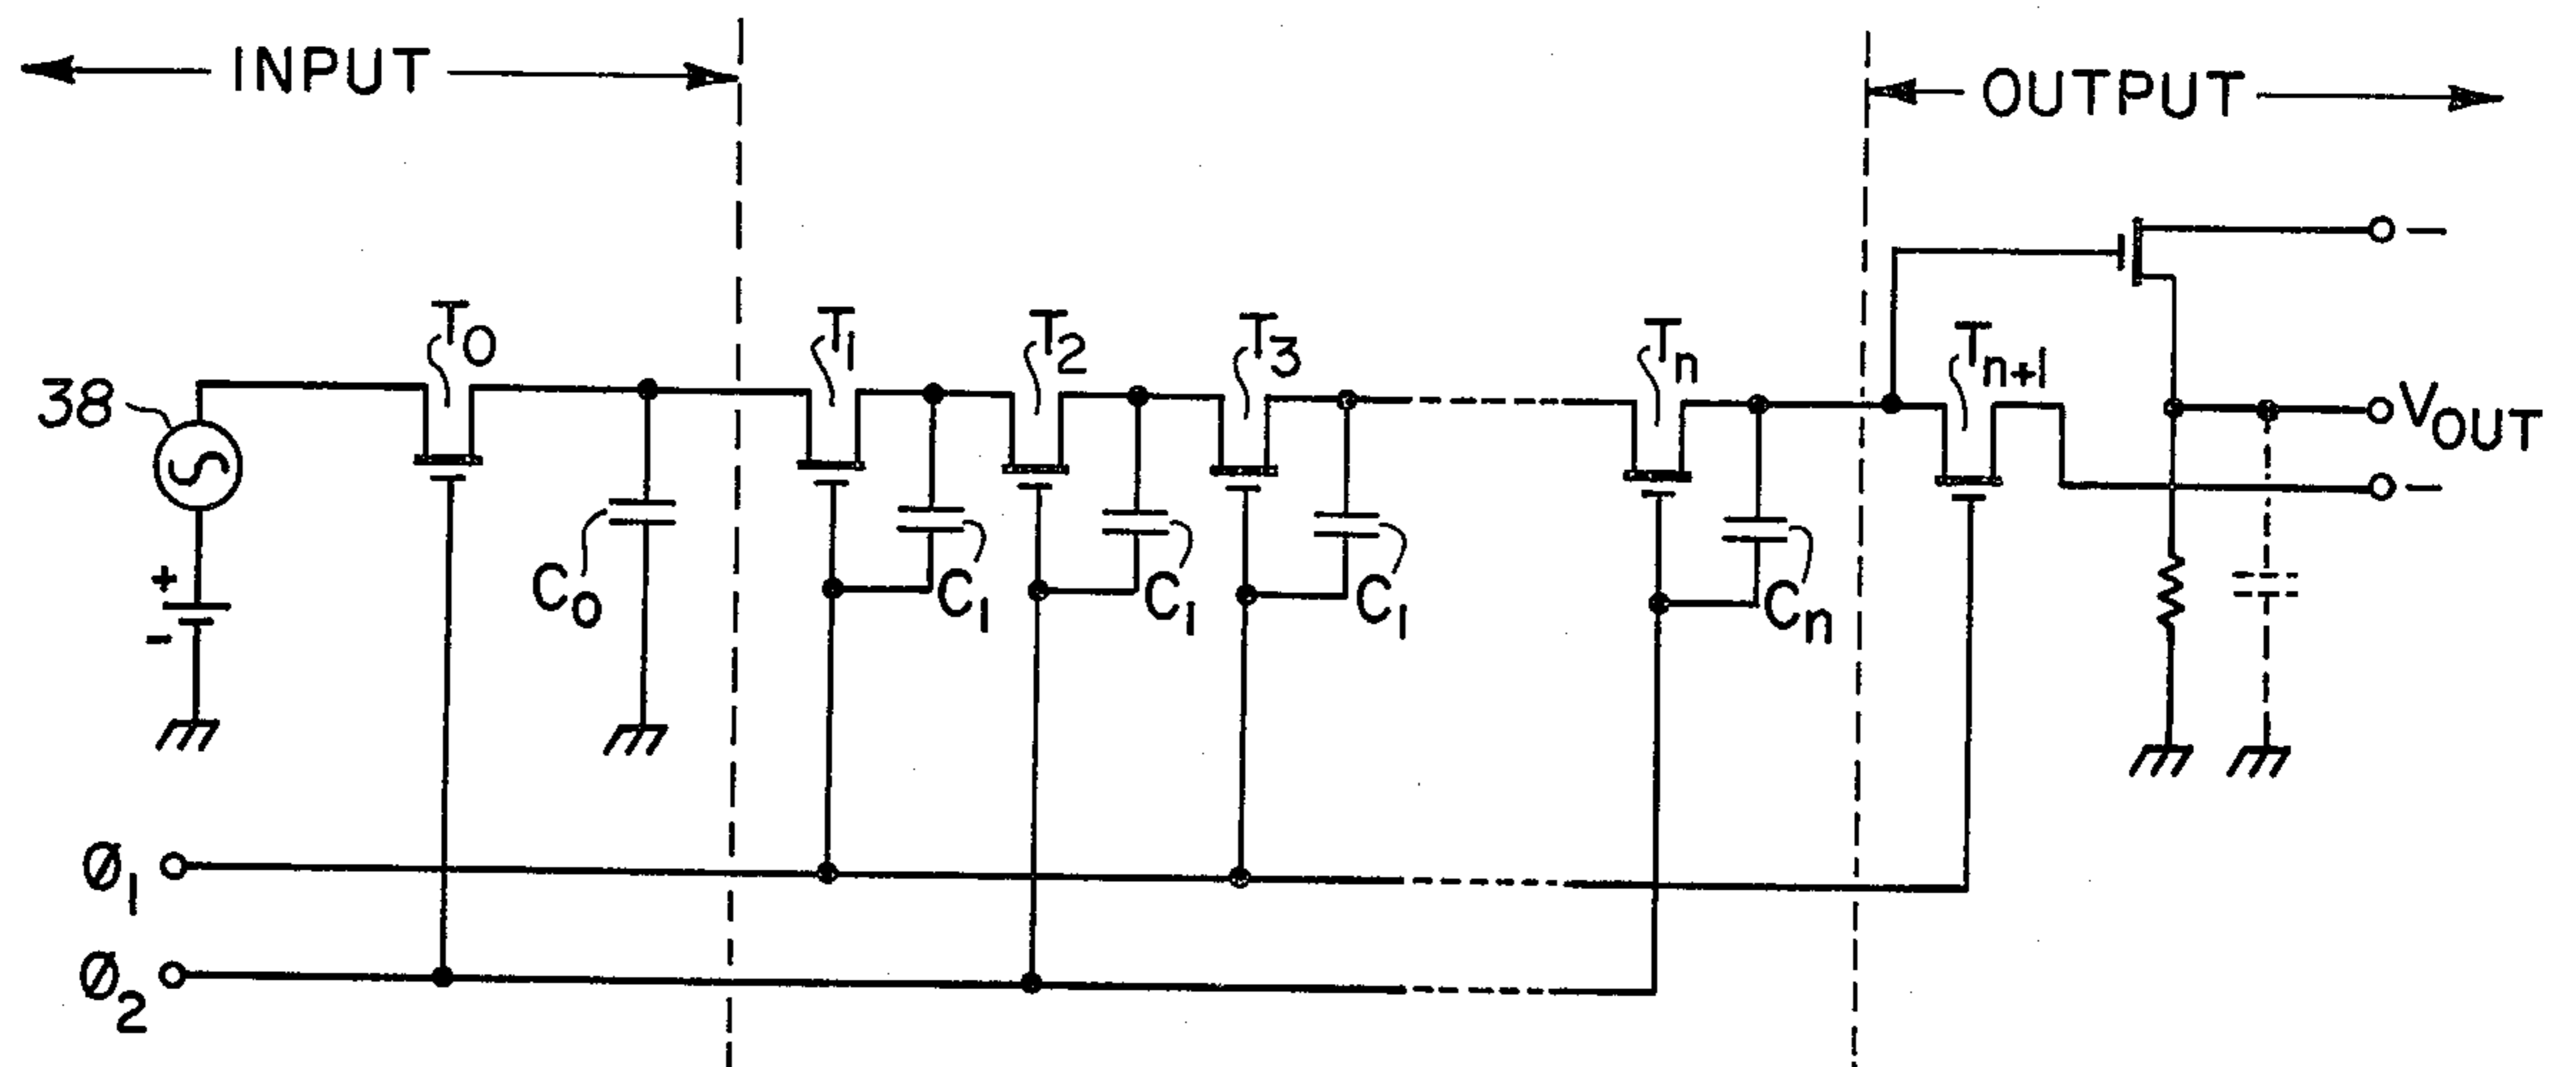 INPUT
OUTPUT
T0
T1
T2
T3
Tn
Tn+1
38
VOUT
+
-
C0
C1
C1
C1
Cn
Ø1
Ø2